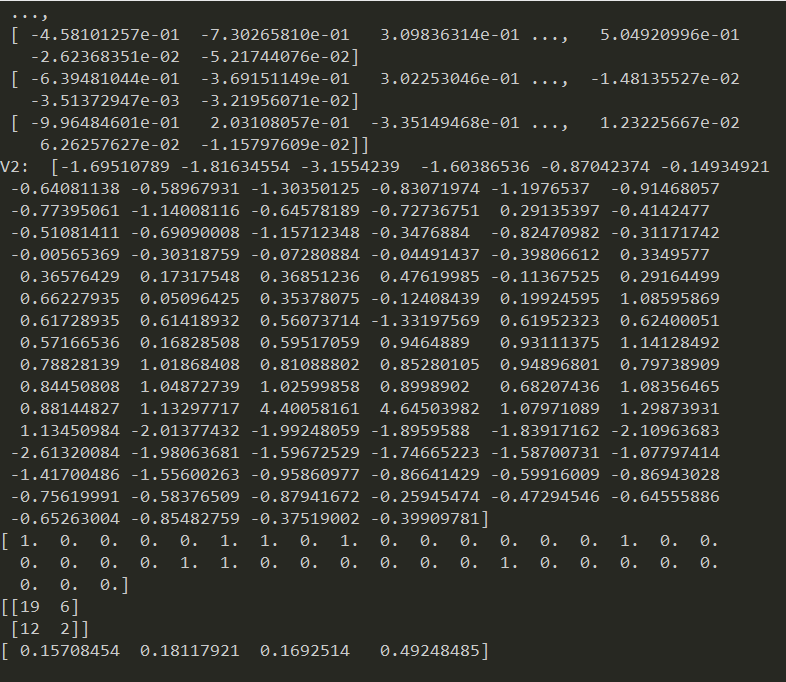 ...,
[ -4.58101257e-01  -7.30265810e-01   3.09836314e-01 ...,   5.04920996e-01
-2.62368351e-02  -5.21744076e-02]
[ -6.39481044e-01  -3.69151149e-01   3.02253046e-01 ...,  -1.48135527e-02
-3.51372947e-03  -3.21956071e-02]
[ -9.96484601e-01   2.03108057e-01  -3.35149468e-01 ...,   1.23225667e-02
6.26257627e-02  -1.15797609e-02]]
V2:  [-1.69510789 -1.81634554 -3.1554239  -1.60386536 -0.87042374 -0.14934921
-0.64081138 -0.58967931 -1.30350125 -0.83071974 -1.1976537  -0.91468057
-0.77395061 -1.14008116 -0.64578189 -0.72736751  0.29135397 -0.4142477
-0.51081411 -0.69090008 -1.15712348 -0.3476884  -0.82470982 -0.31171742
-0.00565369 -0.30318759 -0.07280884 -0.04491437 -0.39806612  0.3349577
0.36576429  0.17317548  0.36851236  0.47619985 -0.11367525  0.29164499
0.66227935  0.05096425  0.35378075 -0.12408439  0.19924595  1.08595869
0.61728935  0.61418932  0.56073714 -1.33197569  0.61952323  0.62400051
0.57166536  0.16828508  0.59517059  0.9464889   0.93111375  1.14128492
0.78828139  1.01868408  0.81088802  0.85280105  0.94896801  0.79738909
0.84450808  1.04872739  1.02599858  0.8998902   0.68207436  1.08356465
0.88144827  1.13297717  4.40058161  4.64503982  1.07971089  1.29873931
1.13450984 -2.01377432 -1.99248059 -1.8959588  -1.83917162 -2.10963683
-2.61320084 -1.98063681 -1.59672529 -1.74665223 -1.58700731 -1.07797414
-1.41700486 -1.55600263 -0.95860977 -0.86641429 -0.59916009 -0.86943028
-0.75619991 -0.58376509 -0.87941672 -0.25945474 -0.47294546 -0.64555886
-0.65263004 -0.85482759 -0.37519002 -0.39909781]
[ 1.  0.  0.  0.  0.  1.  1.  0.  1.  0.  0.  0.  0.  0.  0.  1.  0.  0.
0.  0.  0.  0.  1.  1.  0.  0.  0.  0.  0.  0.  1.  0.  0.  0.  0.  0.
0.  0.  0.]
[[19  6]
[12  2]]
[ 0.15708454  0.18117921  0.1692514   0.49248485]